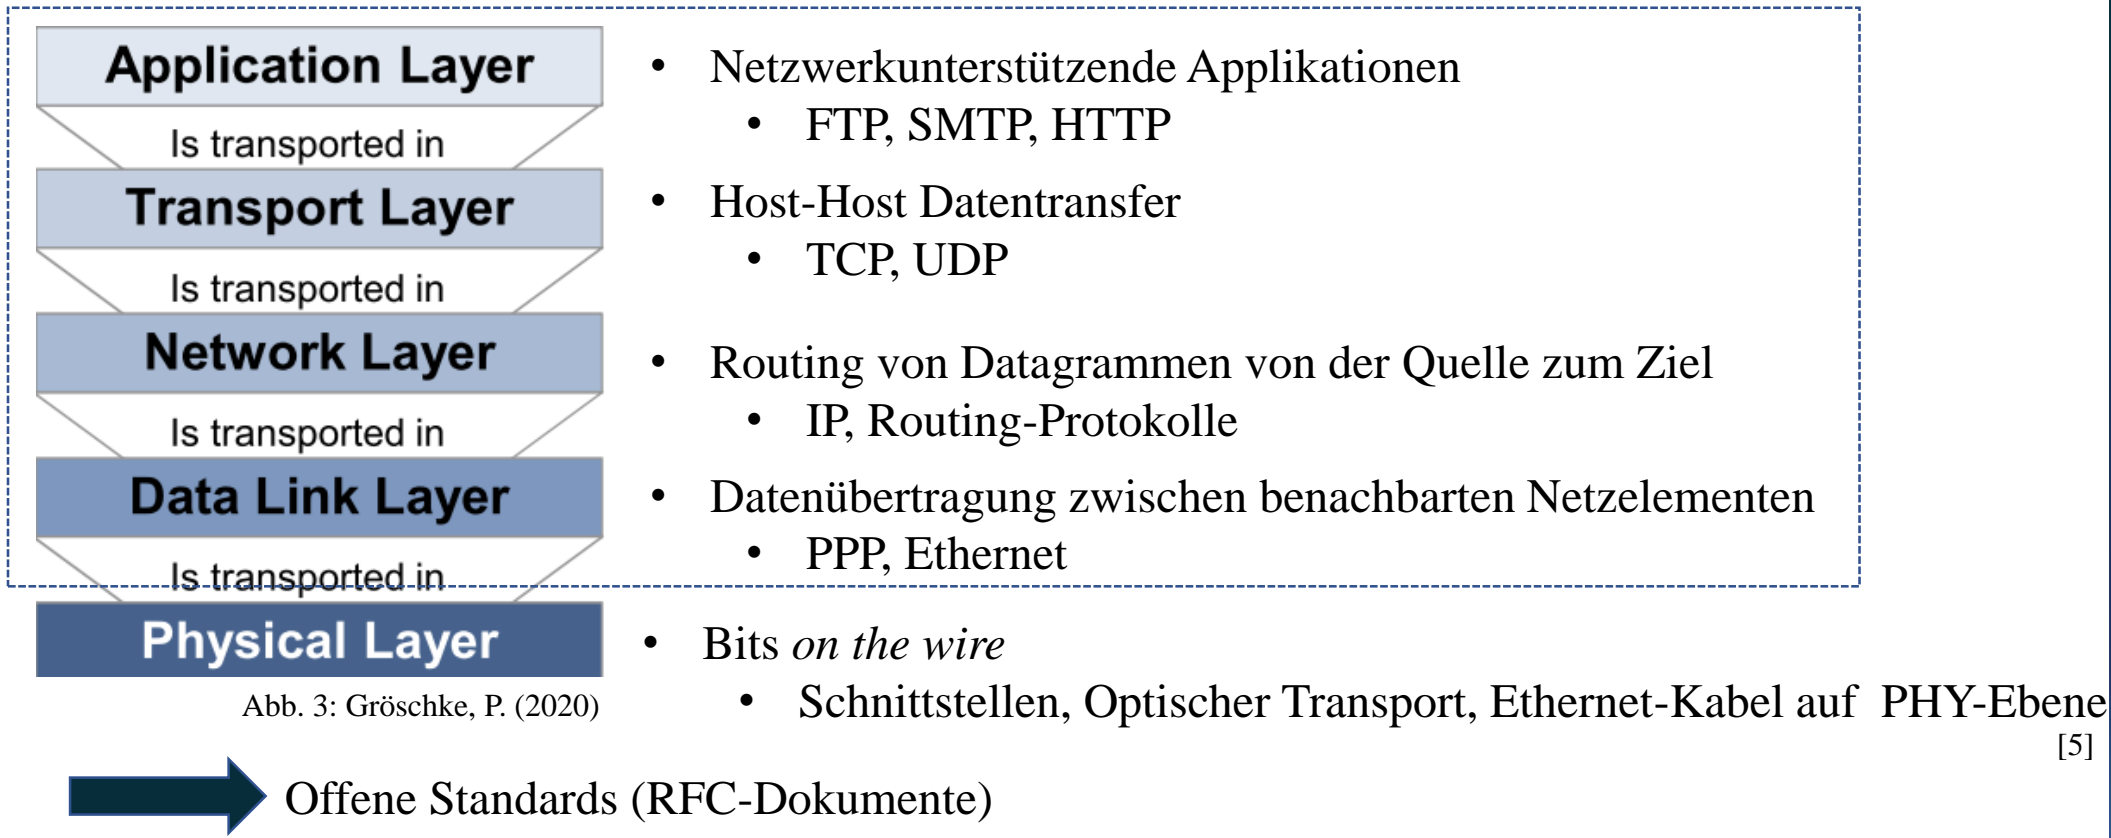 Application Layer
Is transported in
Transport Layer
Is transported in
Network Layer
Is transported in
Data Link Layer
Is transported in
Physical Layer
Abb. 3: Gröschke, P. (2020)
• Netzwerkunterstützende Applikationen
• FTP, SMTP, HTTP
• Host-Host Datentransfer
• TCP, UDP
• Routing von Datagrammen von der Quelle zum Ziel
• IP, Routing-Protokolle
• Datenübertragung zwischen benachbarten Netzelementen
• PPP, Ethernet
• Bits on the wire
• Schnittstellen, Optischer Transport, Ethernet-Kabel auf PHY-Ebene
[5]
Offene Standards (RFC-Dokumente)